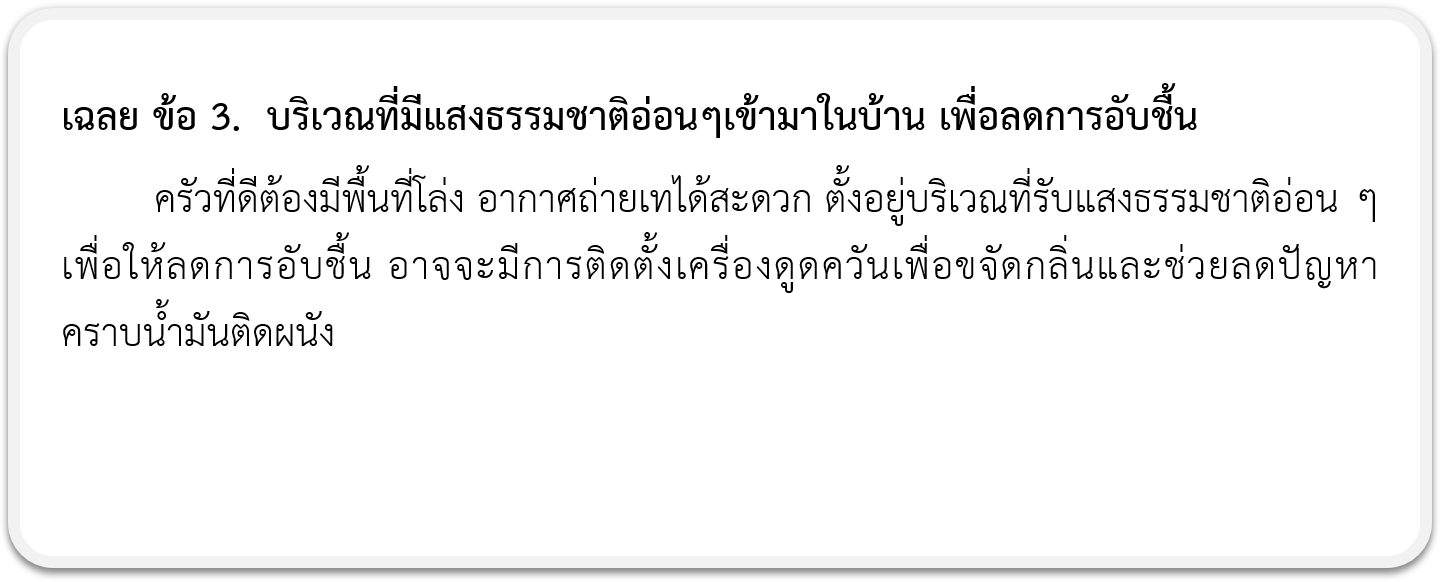 เฉลย ข้อ 3. บริเวณที่มีแสงธรรมชาติอ่อนๆเข้ามาในบ้าน เพื่อลดการอับชื้น
ครัวที่ดีต้องมีพื้นที่โล่ง อากาศถ่ายเทได้สะดวก ตั้งอยู่บริเวณที่รับแสงธรรมชาติอ่อน ๆ
เพื่อให้ลดการอับชื้น อาจจะมีการติดตั้งเครื่องดูดควันเพื่อขจัดกลิ่นและช่วยลดปัญหา
คราบน้ำมันติดผนัง